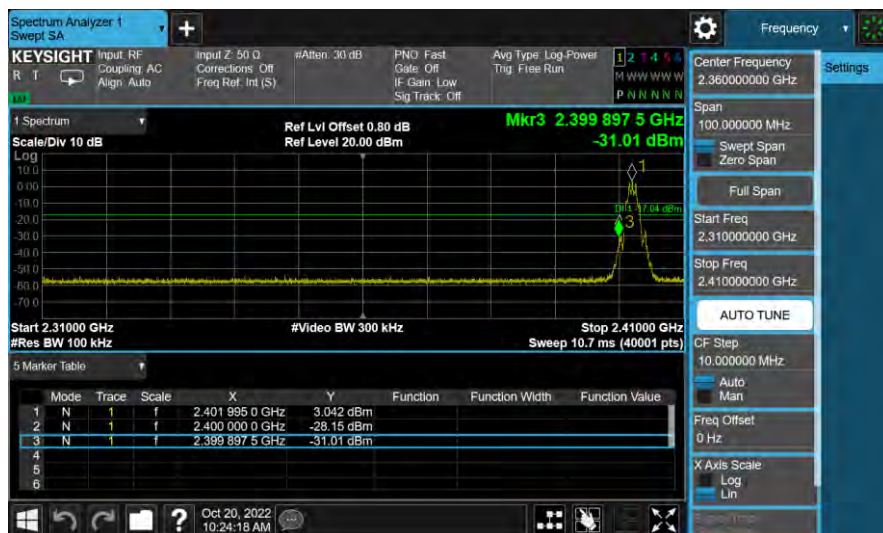 Spectrum Analyzer 1
Swept SA
+
Frequency
KEYSIGHT
R T
Input: RF
Coupling: AC
Align: Auto
Input Z: 50 Ω
Corrections: Off
Freq Ref: Int (S)
#Atten: 30 dB
PNO: Fast
Gate: Off
IF Gain: Low
Sig Track: Off
Avg Type: Log-Power
Trig: Free Run
1 2 3 4 5 6
M W W W W W
P N N N N N
Center Frequency
2.360000000 GHz
Settings
Span
100.000000 MHz
Swept Span
Zero Span
Full Span
Start Freq
2.310000000 GHz
Stop Freq
2.410000000 GHz
AUTO TUNE
CF Step
10.000000 MHz
Auto
Man
Freq Offset
0 Hz
X Axis Scale
Log
Lin
1 Spectrum
Scale/Div 10 dB
Ref Lvl Offset 0.80 dB
Ref Level 20.00 dBm
Mkr3 2.399 897 5 GHz
-31.01 dBm
Log
10.0
0.00
-10.0
-20.0
-30.0
-40.0
-50.0
-60.0
-70.0
1
DL1 -17.04 dBm
3
Start 2.31000 GHz
#Res BW 100 kHz
#Video BW 300 kHz
Stop 2.41000 GHz
Sweep 10.7 ms (40001 pts)
5 Marker Table
Mode Trace Scale X Y Function Function Width Function Value
1 N 1 f 2.401 995 0 GHz 3.042 dBm
2 N 1 f 2.400 000 0 GHz -28.15 dBm
3 N 1 f 2.399 897 5 GHz -31.01 dBm
4
5
6
?
Oct 20, 2022
10:24:18 AM